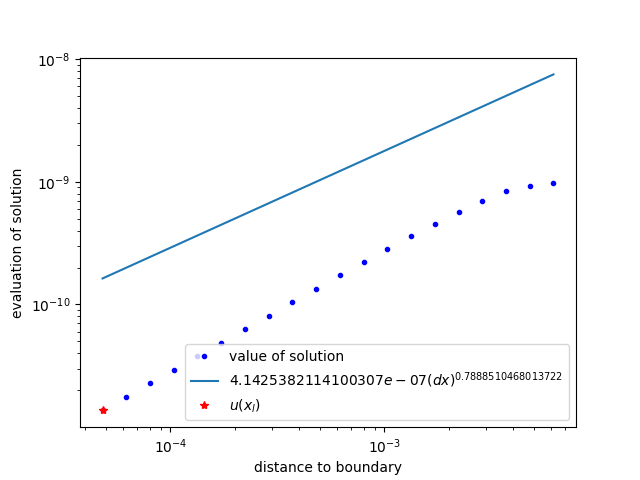 10^{-8}
10^{-9}
10^{-10}
evaluation of solution
value of solution
4.1425382114100307e − 07(dx)^{0.7888510468013722}
u(x_l)
10^{-4}
10^{-3}
distance to boundary